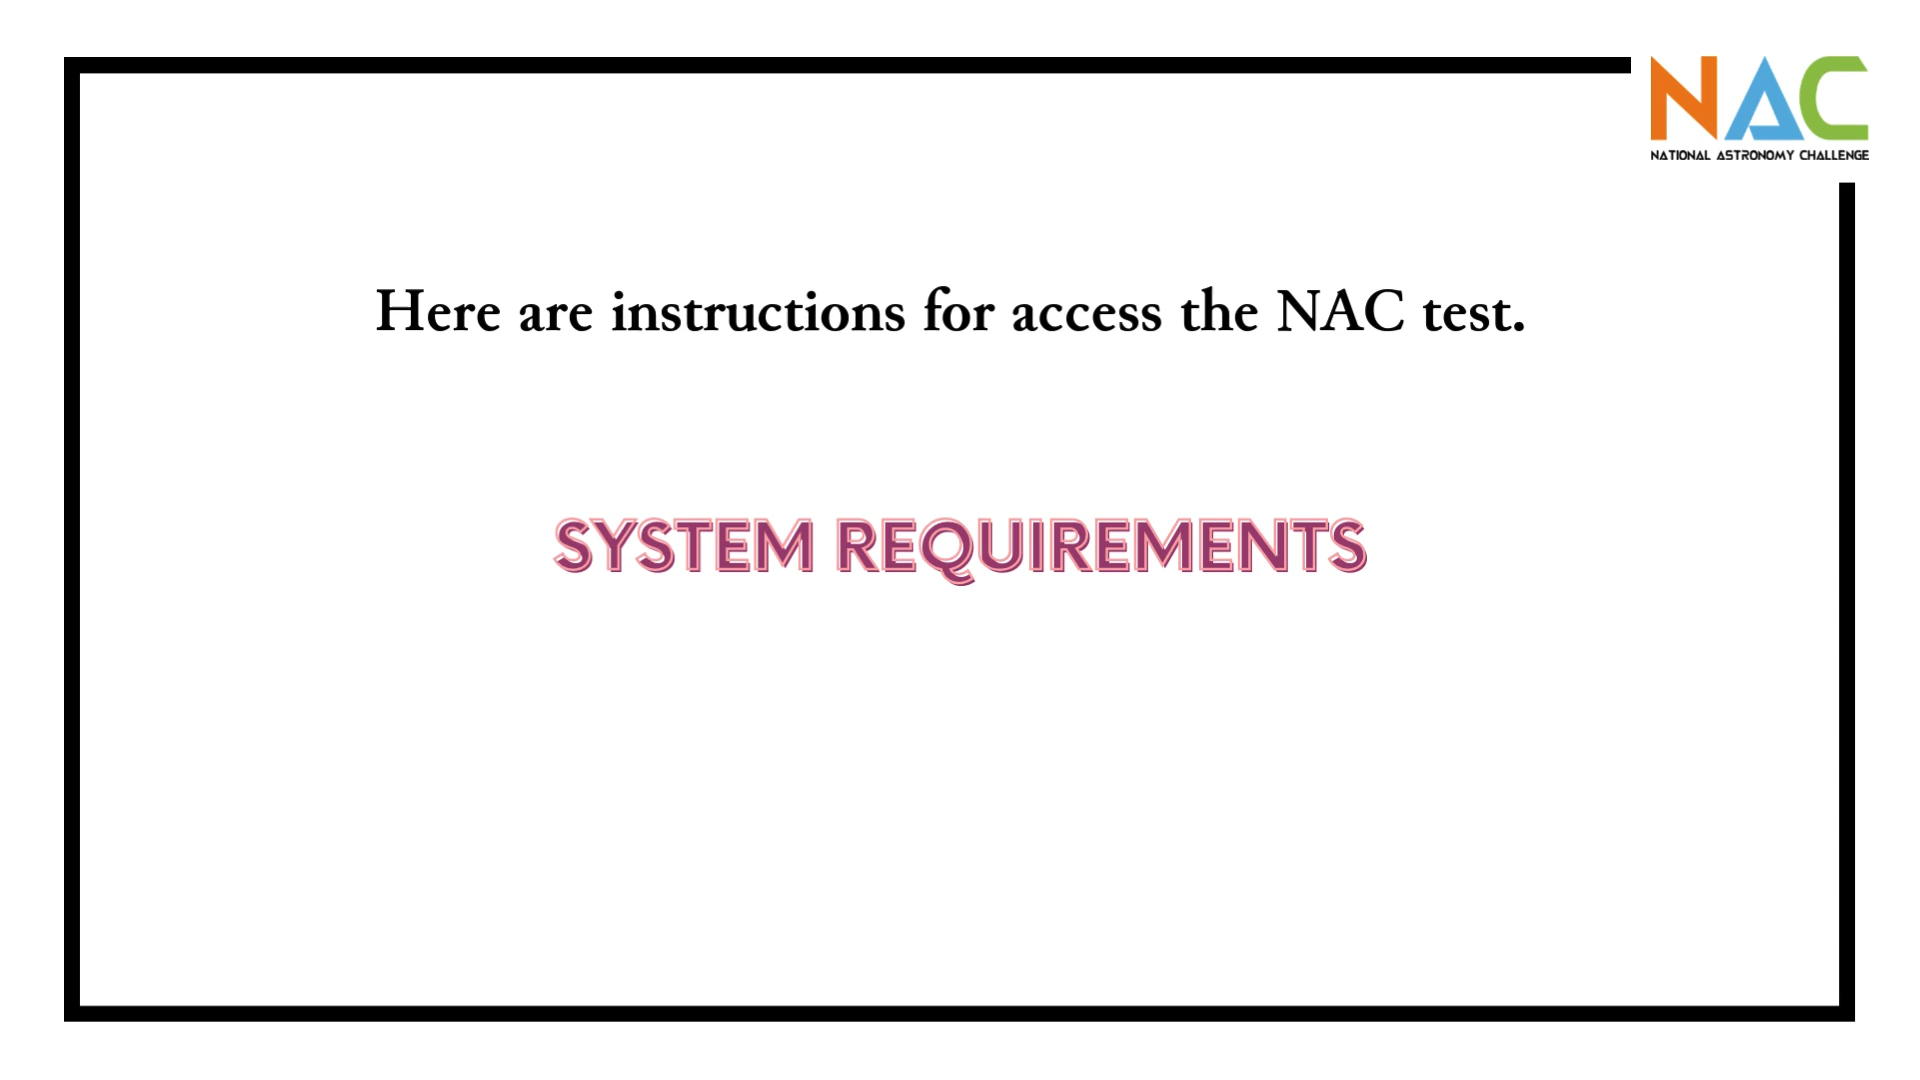 NAC
NATIONAL ASTRONOMY CHALLENGE
Here are instructions for access the NAC test.
SYSTEM REQUIREMENTS